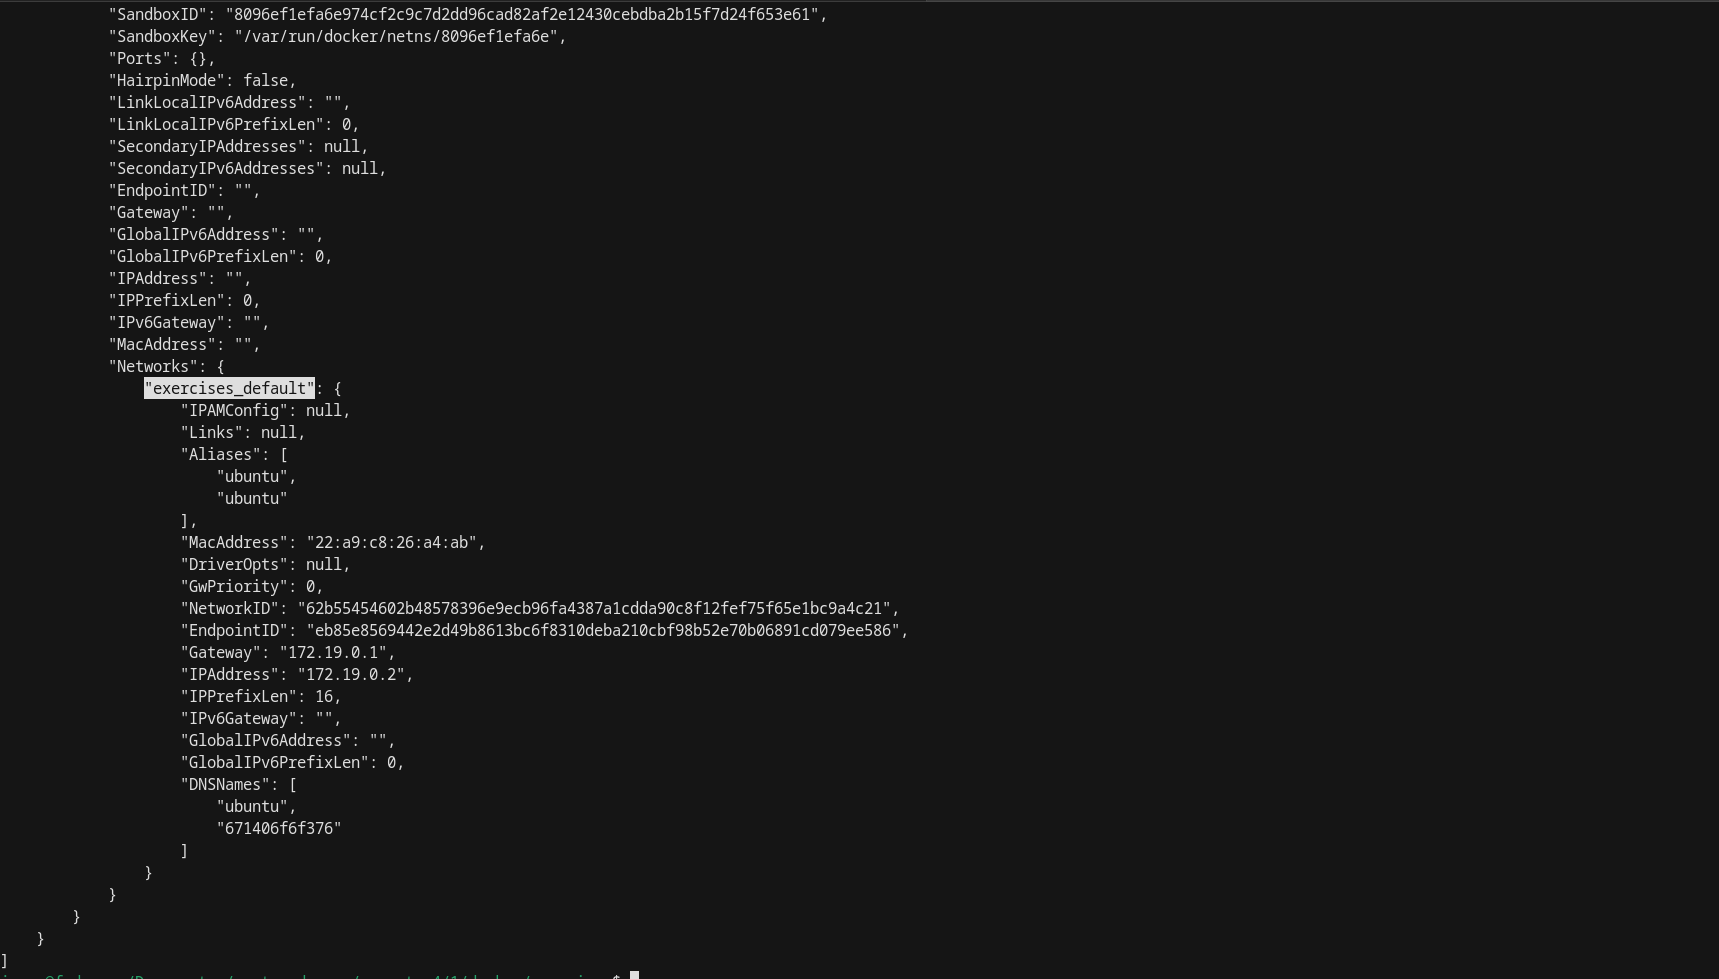 "SandboxID": "8096ef1efa6e974cf2c9c7d2dd96cad82af2e12430cebdba2b15f7d24f653e61",
"SandboxKey": "/var/run/docker/netns/8096ef1efa6e",
"Ports": {},
"HairpinMode": false,
"LinkLocalIPv6Address": "",
"LinkLocalIPv6PrefixLen": 0,
"SecondaryIPAddresses": null,
"SecondaryIPv6Addresses": null,
"EndpointID": "",
"Gateway": "",
"GlobalIPv6Address": "",
"GlobalIPv6PrefixLen": 0,
"IPAddress": "",
"IPPrefixLen": 0,
"IPv6Gateway": "",
"MacAddress": "",
"Networks": {
"exercises_default": {
"IPAMConfig": null,
"Links": null,
"Aliases": [
"ubuntu",
"ubuntu"
],
"MacAddress": "22:a9:c8:26:a4:ab",
"DriverOpts": null,
"GwPriority": 0,
"NetworkID": "62b55454602b48578396e9ecb96fa4387a1cdda90c8f12fef75f65e1bc9a4c21",
"EndpointID": "eb85e8569442e2d49b8613bc6f8310deba210cbf98b52e70b06891cd079ee586",
"Gateway": "172.19.0.1",
"IPAddress": "172.19.0.2",
"IPPrefixLen": 16,
"IPv6Gateway": "",
"GlobalIPv6Address": "",
"GlobalIPv6PrefixLen": 0,
"DNSNames": [
"ubuntu",
"671406f6f376"
]
}
}
}
}
]